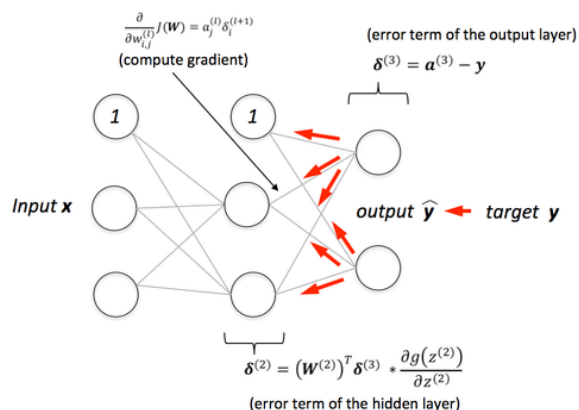 ∂/∂w_{i,j}^{(l)} J(W) = a_j^{(l)} δ_i^{(l+1)}
(compute gradient)
(error term of the output layer)
δ^{(3)} = a^{(3)} − y
1 1
Input x
output ŷ target y
δ^{(2)} = (W^{(2)})^T δ^{(3)} * ∂g(z^{(2)})/∂z^{(2)}
(error term of the hidden layer)